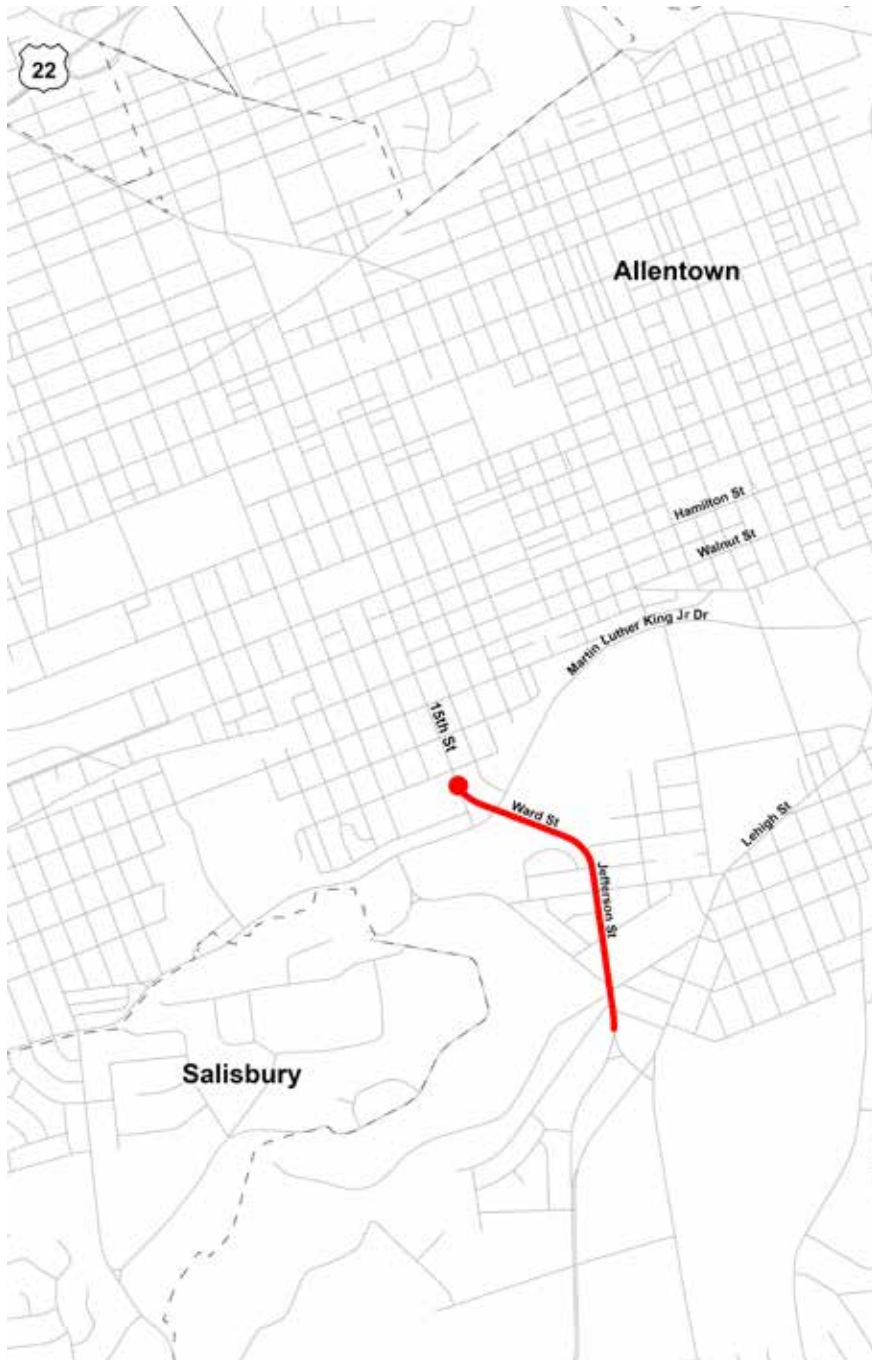 22
Allentown
Hamilton St
Walnut St
Martin Luther King Jr Dr
15th St
Ward St
Lehigh St
Jefferson St
Salisbury